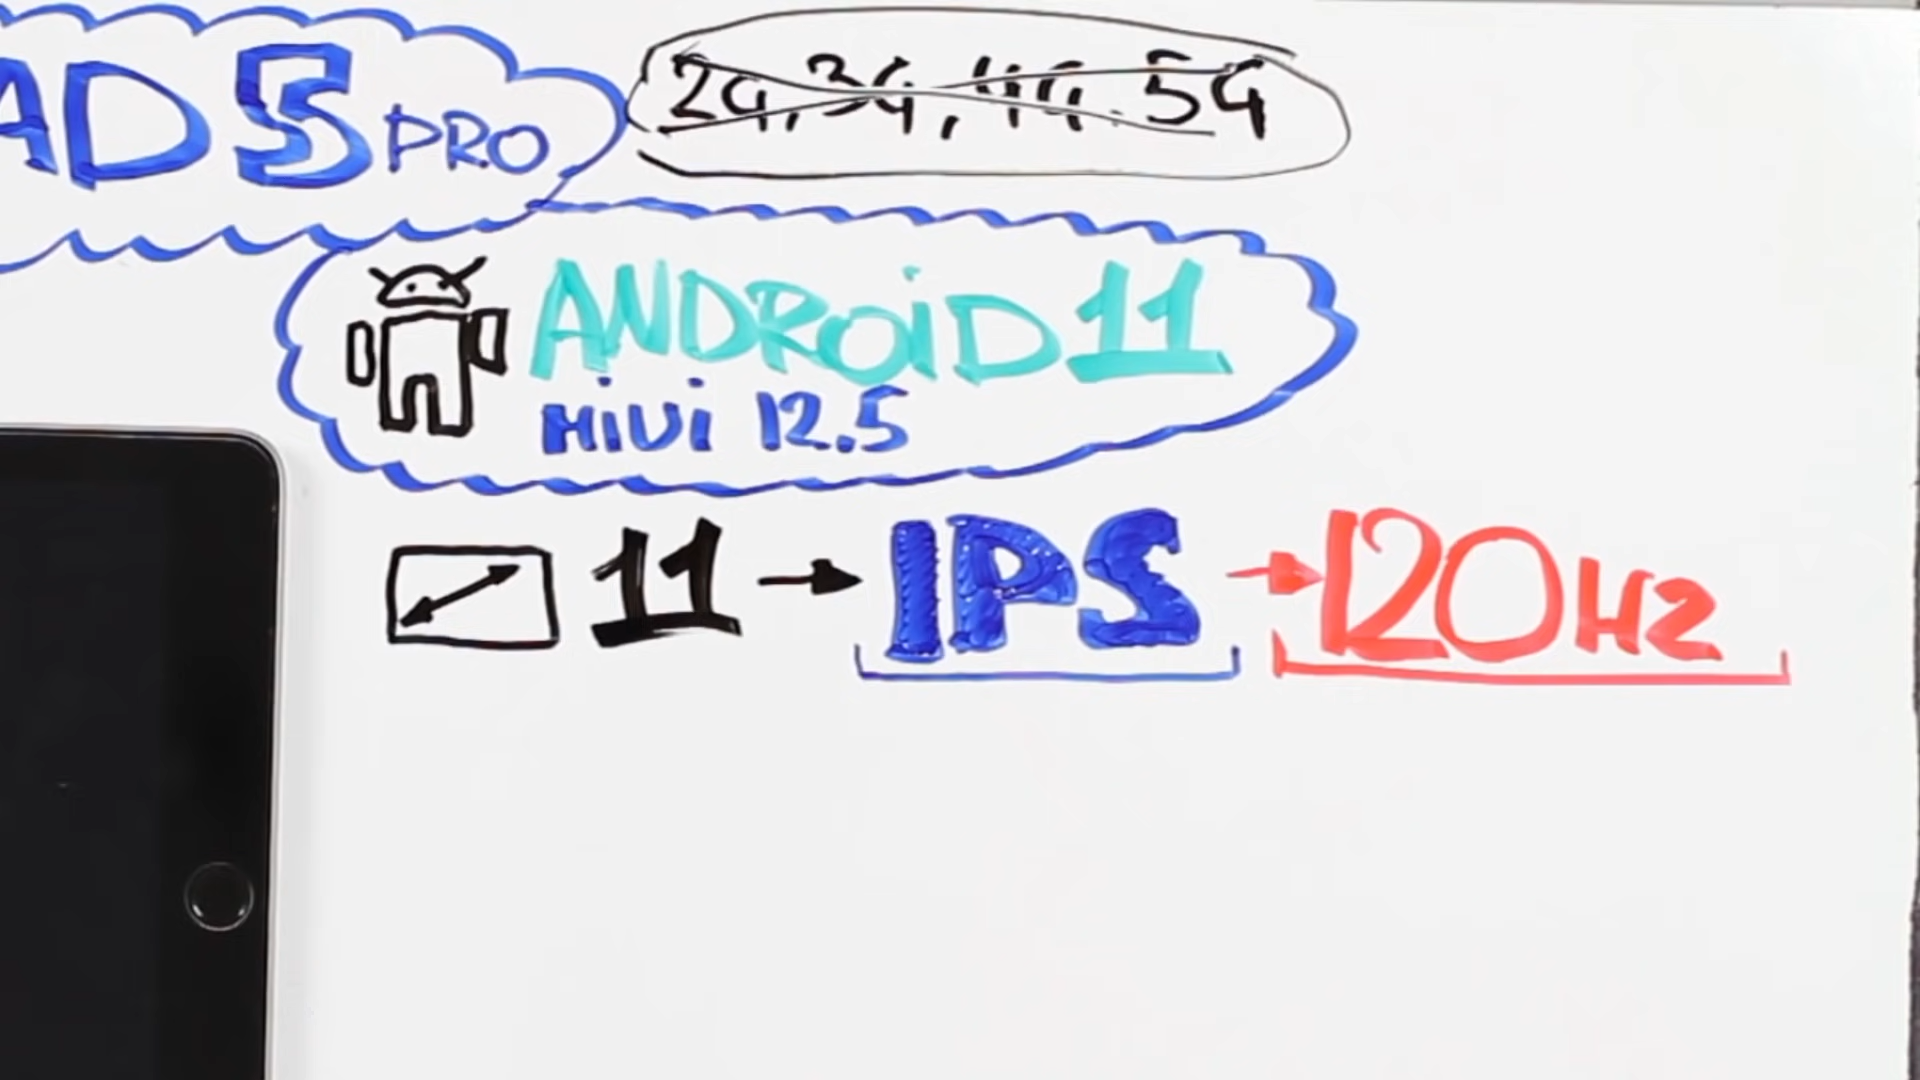 AD 5 PRO
2G, 3G, 4G. 5G
ANDROiD 11
MiUi 12.5
11 → IPS → 120Hz